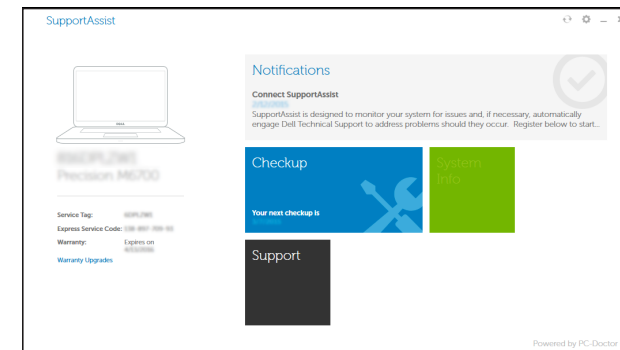 SupportAssist
Notifications
Connect SupportAssist
SupportAssist is designed to monitor your system for issues and, if necessary, automatically
engage Dell Technical Support to address problems should they occur. Register below to start...
DELL
Precision M6700
Checkup
System
Info
Your next checkup is
Service Tag:
Express Service Code:
Warranty: Expires on
Warranty Upgrades
Support
Powered by PC-Doctor